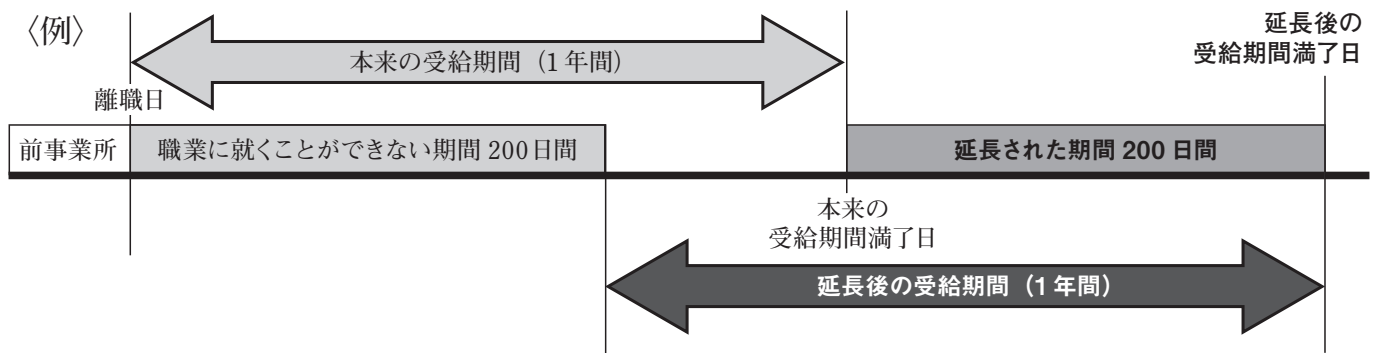 〈例〉
本来の受給期間（1年間）
延長後の
受給期間満了日
離職日
前事業所
職業に就くことができない期間 200日間
延長された期間 200 日間
本来の
受給期間満了日
延長後の受給期間（1年間）